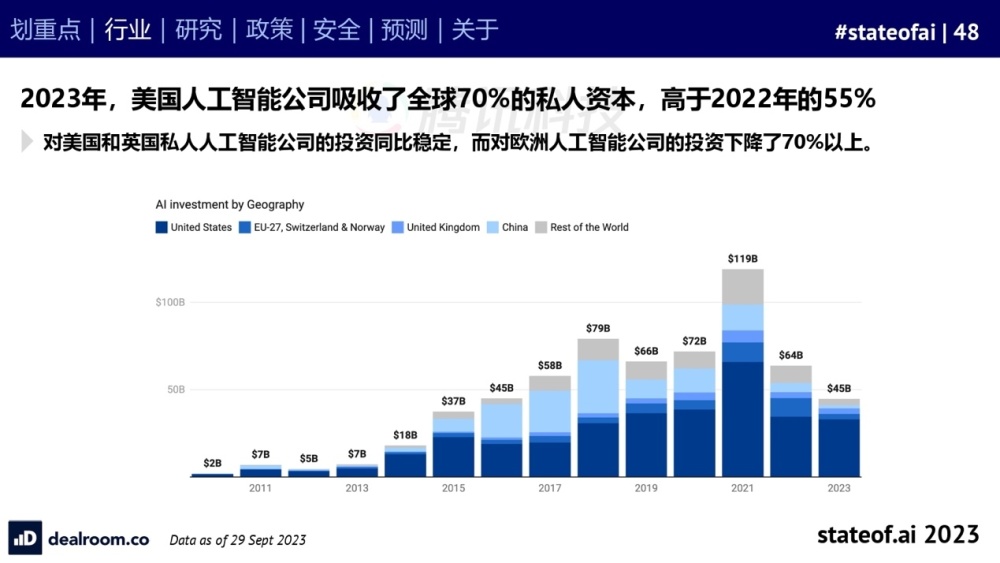 划重点 | 行业 | 研究 | 政策 | 安全 | 预测 | 关于
#stateofai | 48
2023年，美国人工智能公司吸收了全球70%的私人资本，高于2022年的55%
对美国和英国私人人工智能公司的投资同比稳定，而对欧洲人工智能公司的投资下降了70%以上。
腾讯科技
AI investment by Geography
United States EU-27, Switzerland & Norway United Kingdom China Rest of the World
$119B
$100B
$79B
$72B
$66B
$64B
$58B
50B
$45B
$45B
$37B
$18B
$2B
$7B
$5B
$7B
2011 2013 2015 2017 2019 2021 2023
dealroom.co
Data as of 29 Sept 2023
stateof.ai 2023